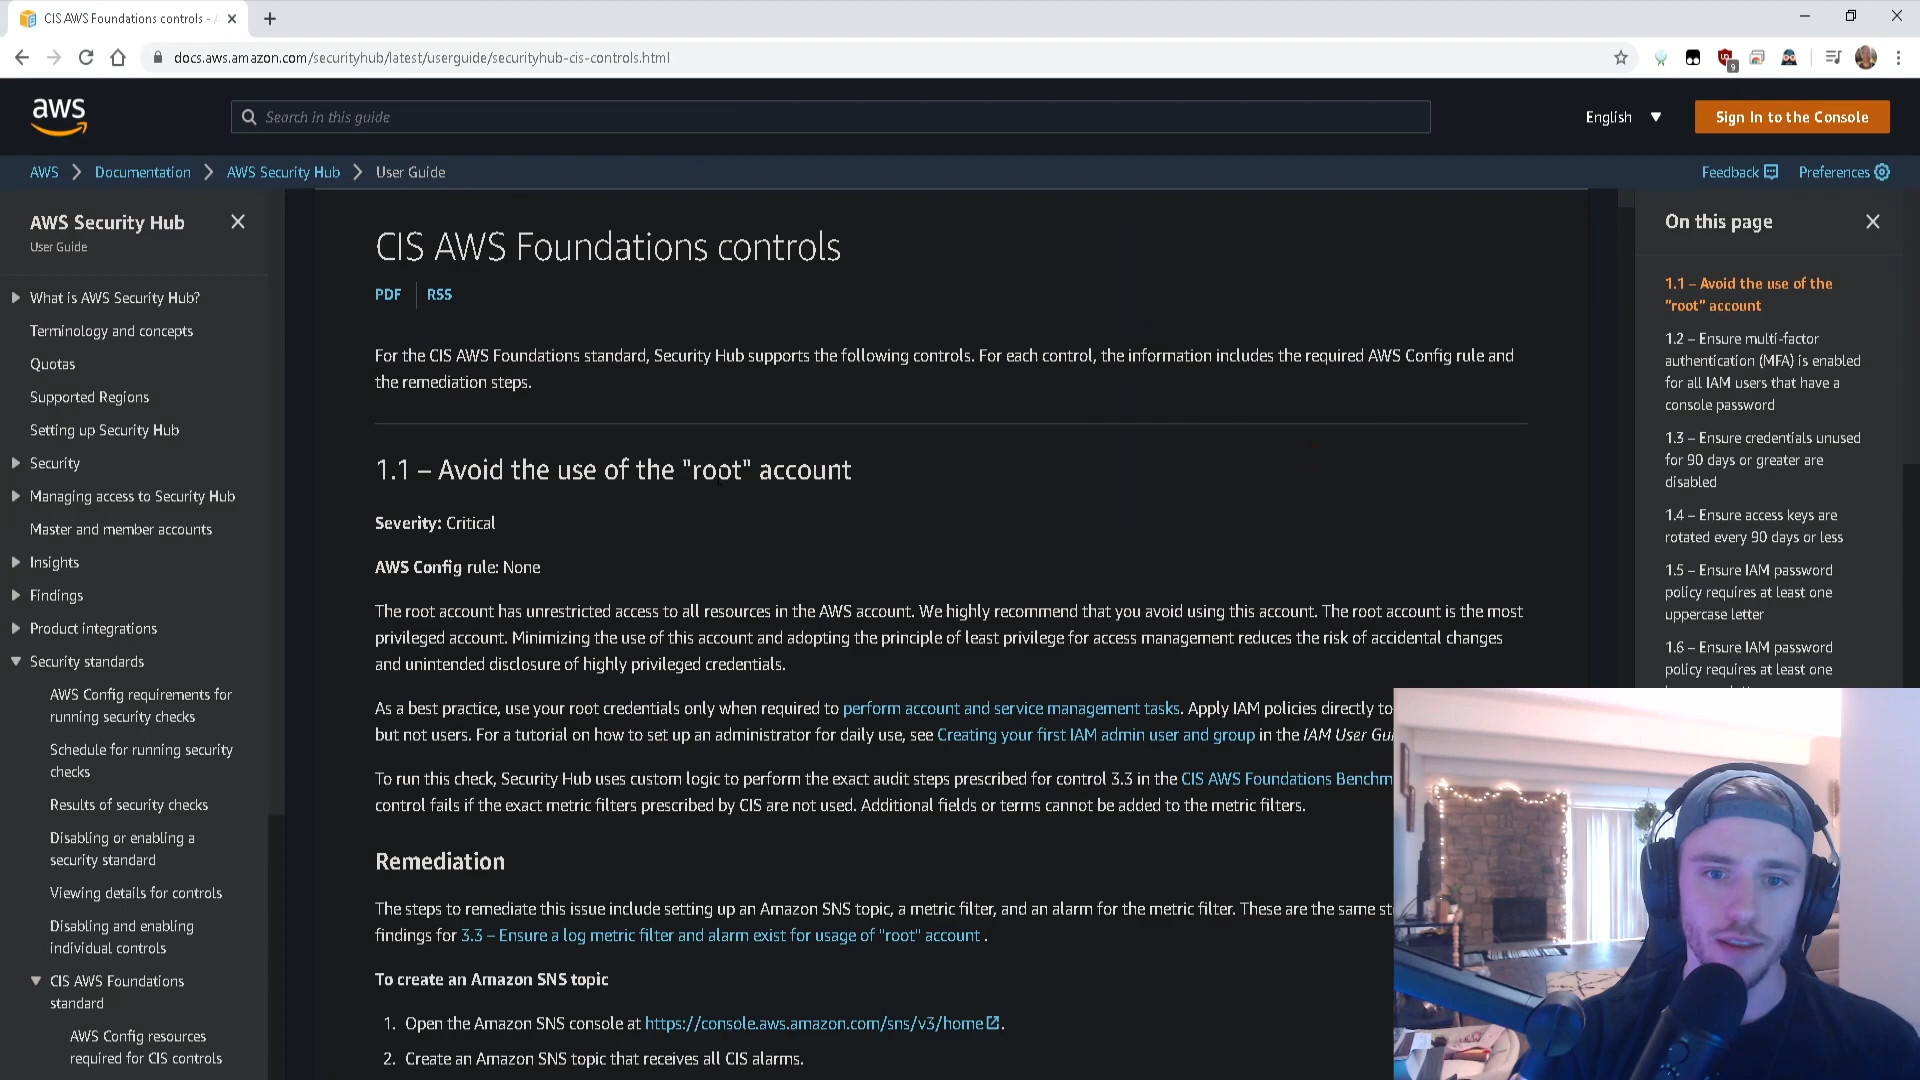 CIS AWS Foundations controls -
docs.aws.amazon.com/securityhub/latest/userguide/securityhub-cis-controls.html
9
aws
Search in this guide
English
Sign In to the Console
AWS
Documentation
AWS Security Hub
User Guide
Feedback
Preferences
AWS Security Hub
User Guide
What is AWS Security Hub?
Terminology and concepts
Quotas
Supported Regions
Setting up Security Hub
Security
Managing access to Security Hub
Master and member accounts
Insights
Findings
Product integrations
Security standards
AWS Config requirements for
running security checks
Schedule for running security
checks
Results of security checks
Disabling or enabling a
security standard
Viewing details for controls
Disabling and enabling
individual controls
CIS AWS Foundations
standard
AWS Config resources
required for CIS controls
CIS AWS Foundations controls
PDF
RSS
For the CIS AWS Foundations standard, Security Hub supports the following controls. For each control, the information includes the required AWS Config rule and
the remediation steps.
1.1 – Avoid the use of the "root" account
Severity: Critical
AWS Config rule: None
The root account has unrestricted access to all resources in the AWS account. We highly recommend that you avoid using this account. The root account is the most
privileged account. Minimizing the use of this account and adopting the principle of least privilege for access management reduces the risk of accidental changes
and unintended disclosure of highly privileged credentials.
As a best practice, use your root credentials only when required to perform account and service management tasks. Apply IAM policies directly to
but not users. For a tutorial on how to set up an administrator for daily use, see Creating your first IAM admin user and group in the IAM User Gui
To run this check, Security Hub uses custom logic to perform the exact audit steps prescribed for control 3.3 in the CIS AWS Foundations Benchm
control fails if the exact metric filters prescribed by CIS are not used. Additional fields or terms cannot be added to the metric filters.
Remediation
The steps to remediate this issue include setting up an Amazon SNS topic, a metric filter, and an alarm for the metric filter. These are the same st
findings for 3.3 – Ensure a log metric filter and alarm exist for usage of "root" account .
To create an Amazon SNS topic
1. Open the Amazon SNS console at https://console.aws.amazon.com/sns/v3/home.
2. Create an Amazon SNS topic that receives all CIS alarms.
On this page
1.1 – Avoid the use of the
"root" account
1.2 – Ensure multi-factor
authentication (MFA) is enabled
for all IAM users that have a
console password
1.3 – Ensure credentials unused
for 90 days or greater are
disabled
1.4 – Ensure access keys are
rotated every 90 days or less
1.5 – Ensure IAM password
policy requires at least one
uppercase letter
1.6 – Ensure IAM password
policy requires at least one